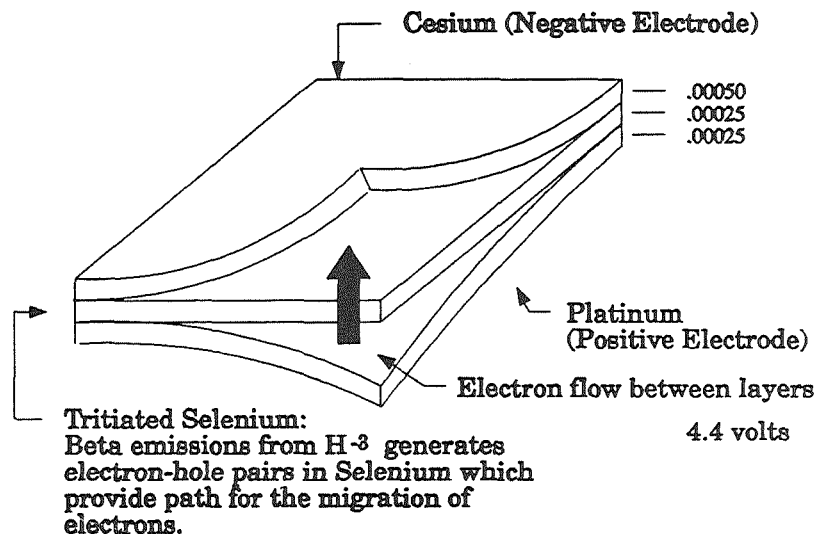 Cesium (Negative Electrode)
.00050
.00025
.00025
Platinum
(Positive Electrode)
Electron flow between layers
4.4 volts
Tritiated Selenium:
Beta emissions from H-3 generates
electron-hole pairs in Selenium which
provide path for the migration of
electrons.